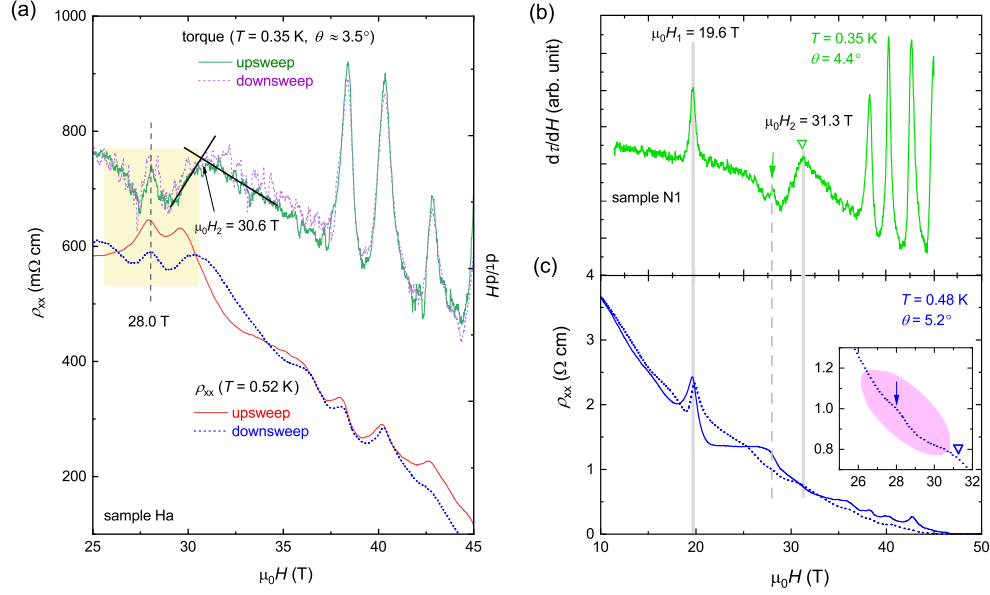 (a)
torque (T = 0.35 K, θ ≈ 3.5°)
upsweep
downsweep
1000
800
600
400
200
ρxx (mΩ cm)
μ₀H₂ = 30.6 T
28.0 T
dτ/dH
ρxx (T = 0.52 K)
upsweep
downsweep
sample Ha
25
30
35
40
45
μ₀H (T)
(b)
μ₀H₁ = 19.6 T
T = 0.35 K
θ = 4.4°
μ₀H₂ = 31.3 T
dτ/dH (arb. unit)
sample N1
(c)
T = 0.48 K
θ = 5.2°
4
3
2
1
0
ρxx (Ω cm)
1.2
1.0
0.8
26
28
30
32
10
20
30
40
50
μ₀H (T)